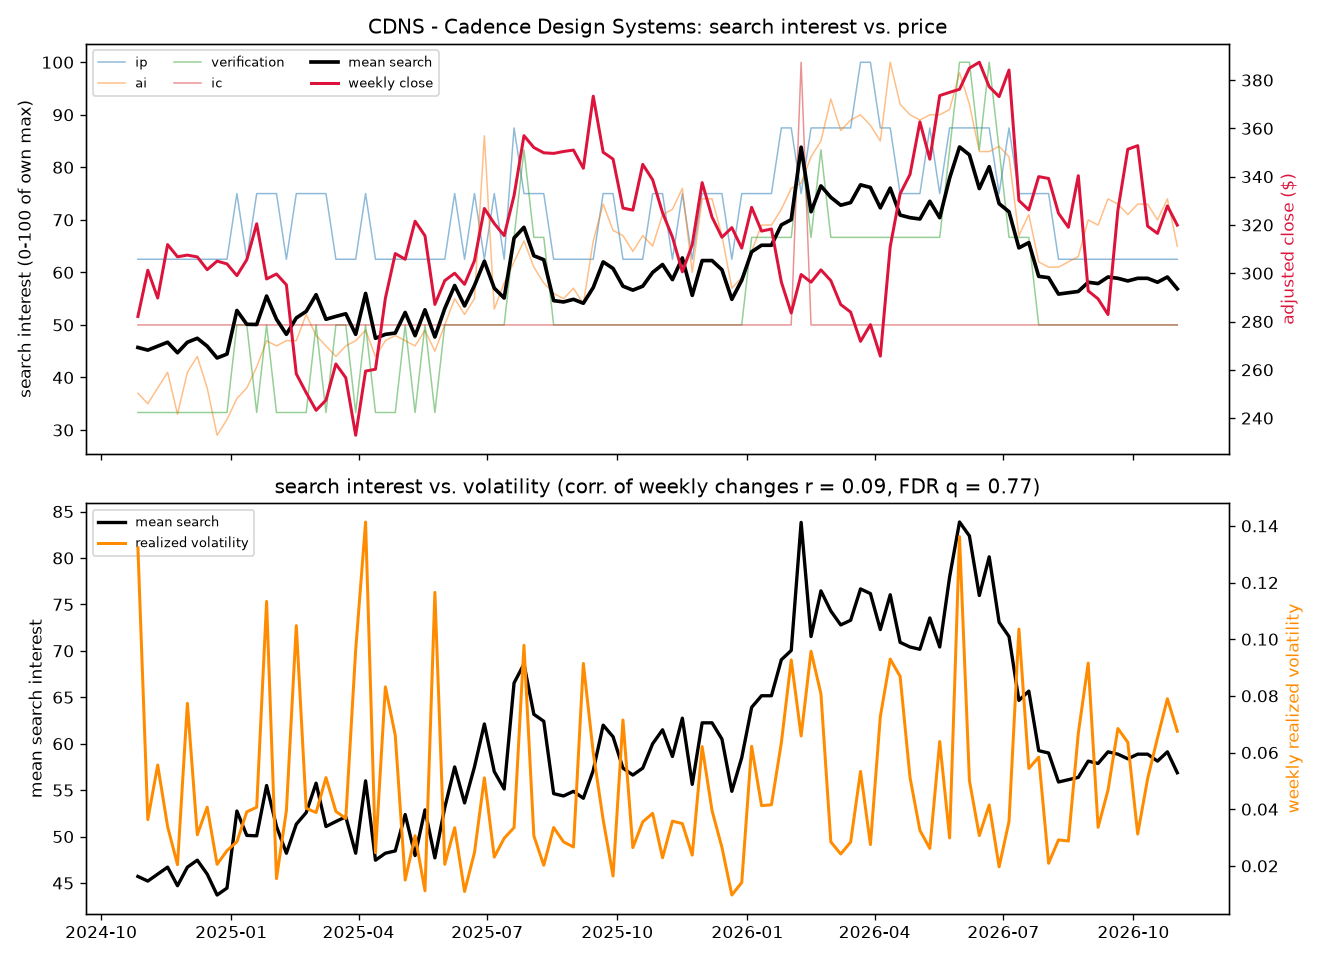 CDNS - Cadence Design Systems: search interest vs. price
ip
ai
verification
ic
mean search
weekly close
search interest (0-100 of own max)
100
90
80
70
60
50
40
30
adjusted close ($)
380
360
340
320
300
280
260
240
search interest vs. volatility (corr. of weekly changes r = 0.09, FDR q = 0.77)
mean search
realized volatility
mean search interest
85
80
75
70
65
60
55
50
45
weekly realized volatility
0.14
0.12
0.10
0.08
0.06
0.04
0.02
2024-10
2025-01
2025-04
2025-07
2025-10
2026-01
2026-04
2026-07
2026-10